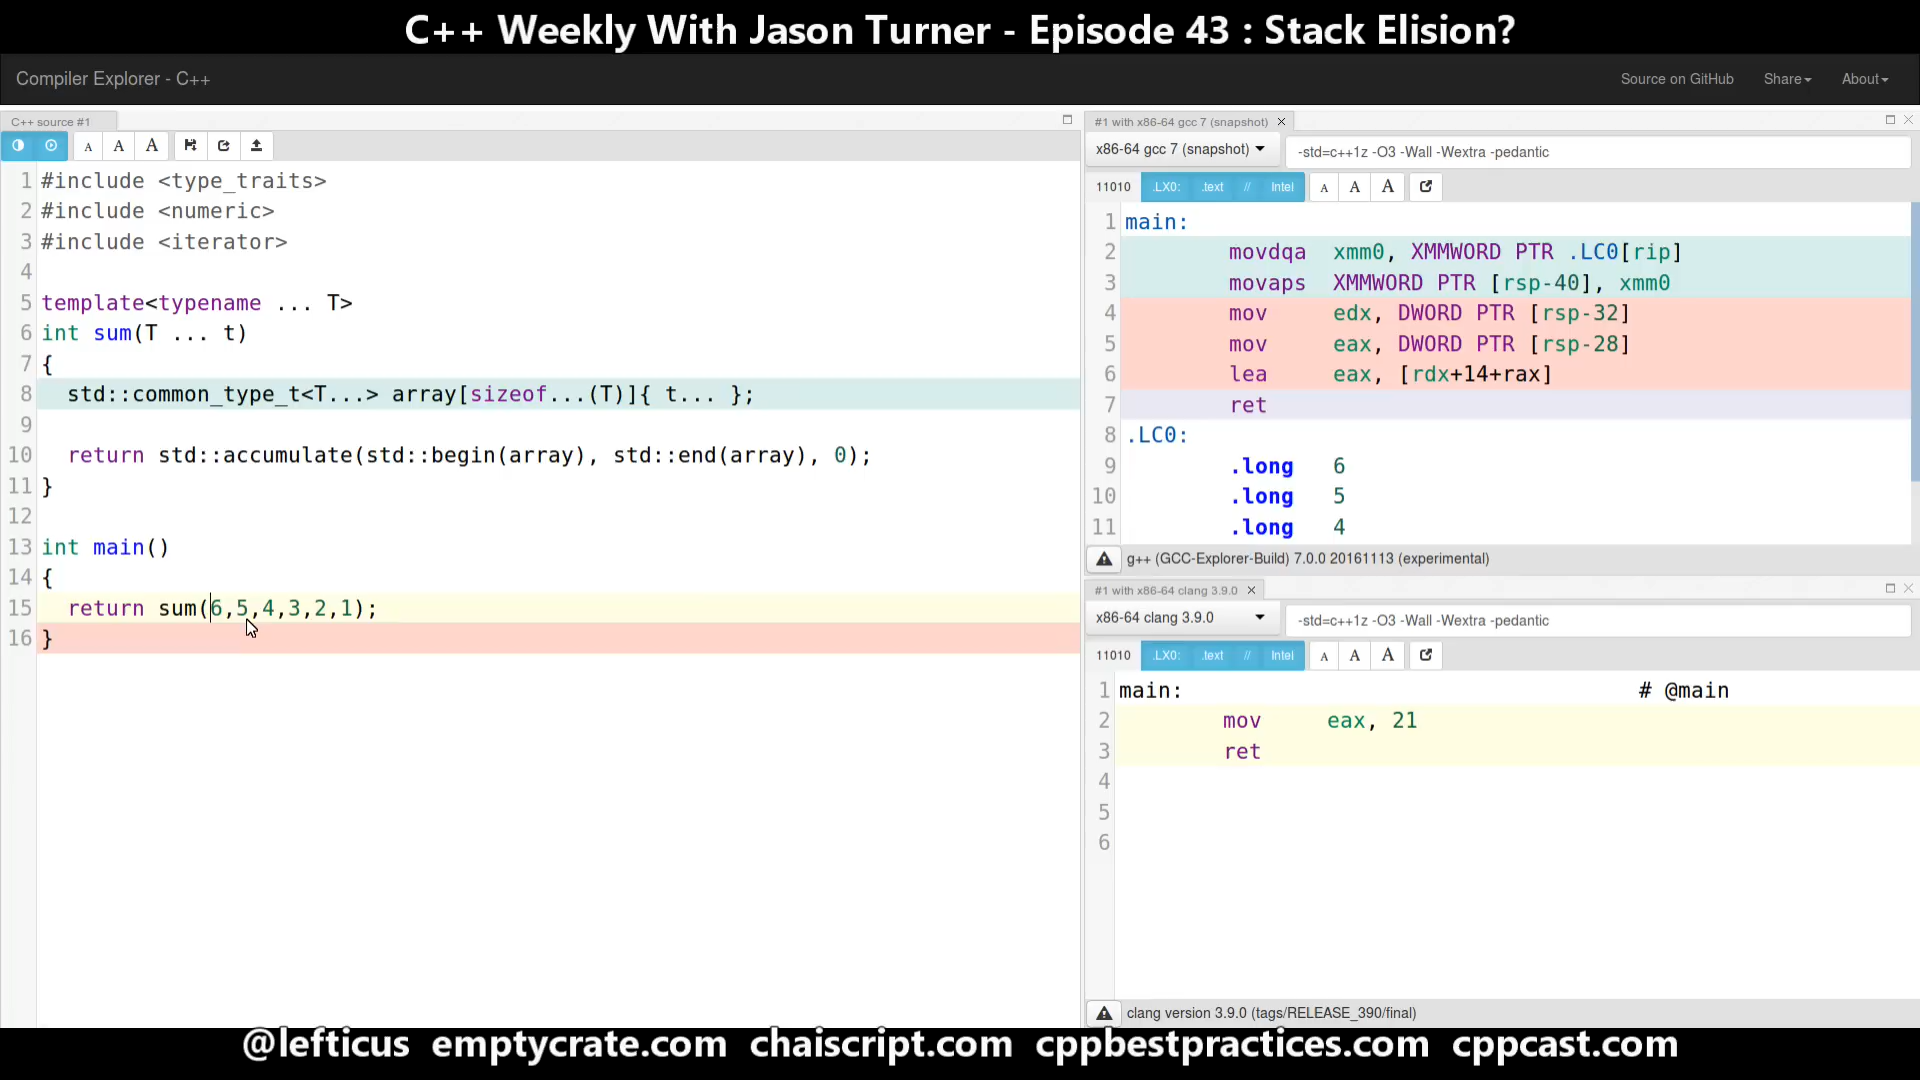 C++ Weekly With Jason Turner - Episode 43 : Stack Elision?
Compiler Explorer - C++
Source on GitHub Share About
C++ source #1
A A A
1 #include <type_traits>
2 #include <numeric>
3 #include <iterator>
4
5 template<typename ... T>
6 int sum(T ... t)
7 {
8 std::common_type_t<T...> array[sizeof...(T)]{ t... };
9
10 return std::accumulate(std::begin(array), std::end(array), 0);
11 }
12
13 int main()
14 {
15 return sum(6,5,4,3,2,1);
16 }
#1 with x86-64 gcc 7 (snapshot) ×
x86-64 gcc 7 (snapshot) -std=c++1z -O3 -Wall -Wextra -pedantic
11010 .LX0: .text // Intel A A A
1 main:
2 movdqa xmm0, XMMWORD PTR .LC0[rip]
3 movaps XMMWORD PTR [rsp-40], xmm0
4 mov edx, DWORD PTR [rsp-32]
5 mov eax, DWORD PTR [rsp-28]
6 lea eax, [rdx+14+rax]
7 ret
8 .LC0:
9 .long 6
10 .long 5
11 .long 4
g++ (GCC-Explorer-Build) 7.0.0 20161113 (experimental)
#1 with x86-64 clang 3.9.0 ×
x86-64 clang 3.9.0 -std=c++1z -O3 -Wall -Wextra -pedantic
11010 .LX0: .text // Intel A A A
1 main: # @main
2 mov eax, 21
3 ret
4
5
6
clang version 3.9.0 (tags/RELEASE_390/final)
@lefticus emptycrate.com chaiscript.com cppbestpractices.com cppcast.com